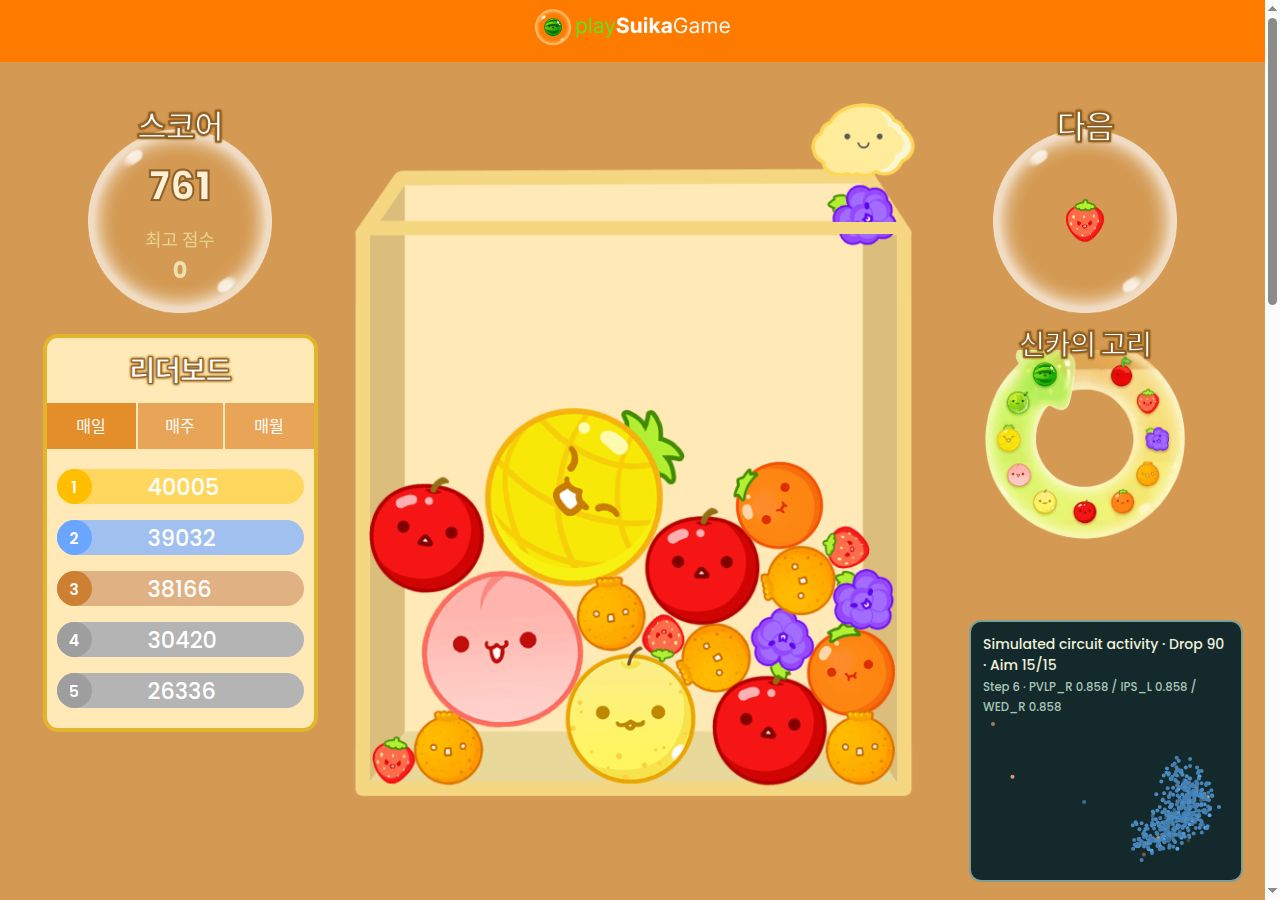 playSuikaGame
스코어
761
최고 점수
0
다음
신카의 고리
리더보드
매일 매주 매월
1 40005
2 39032
3 38166
4 30420
5 26336
Simulated circuit activity · Drop 90
· Aim 15/15
Step 6 · PVLP_R 0.858 / IPS_L 0.858 /
WED_R 0.858